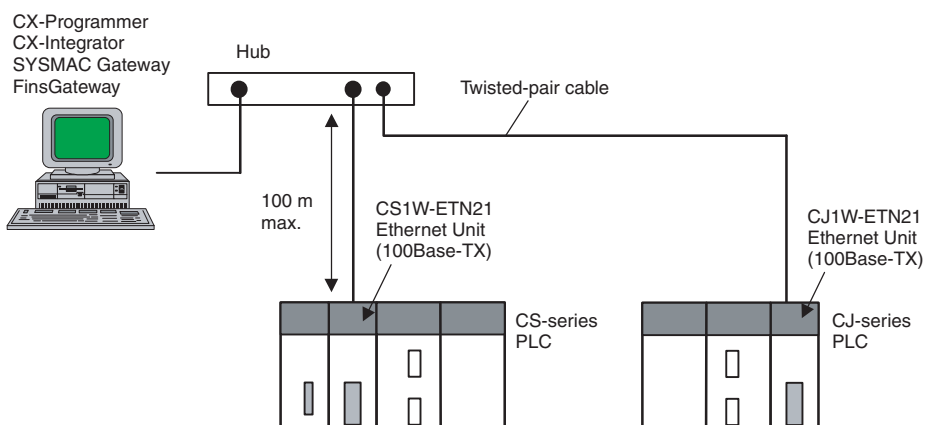 CX-Programmer
CX-Integrator
SYSMAC Gateway
FinsGateway
Hub
Twisted-pair cable
100 m
max.
CS1W-ETN21
Ethernet Unit
(100Base-TX)
CJ1W-ETN21
Ethernet Unit
(100Base-TX)
CS-series
PLC
CJ-series
PLC